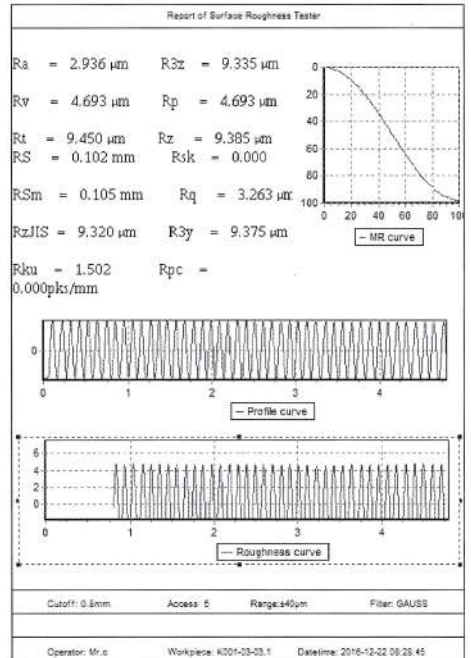 Report of Surface Roughness Tester
Ra = 2.936 µm R3z = 9.335 µm
Rv = 4.693 µm Rp = 4.693 µm
Rt = 9.450 µm Rz = 9.385 µm
RS = 0.102 mm Rsk = 0.000
RSm = 0.105 mm Rq = 3.263 µm
RzJIS = 9.320 µm R3y = 9.375 µm
Rku = 1.502 Rpc =
0.000pks/mm
0
20
40
60
80
100
0 20 40 60 80 100
MR curve
0
0 1 2 3 4
Profile curve
6
4
2
0
0 1 2 3 4
Roughness curve
Cutoff: 0.8mm Access 5 Range:±40µm Filter: GAUSS
Operator: Mr.o Workpiece: K001-03-03.1 Datetime: 2016-12-22 08:28:45